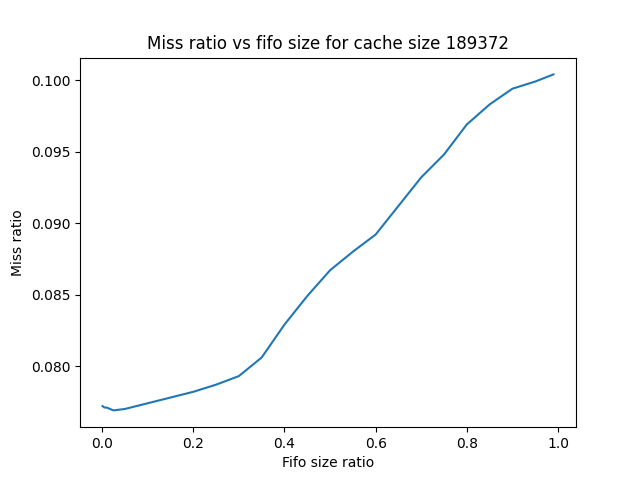 Miss ratio vs fifo size for cache size 189372
0.100
0.095
0.090
0.085
0.080
Miss ratio
0.0 0.2 0.4 0.6 0.8 1.0
Fifo size ratio